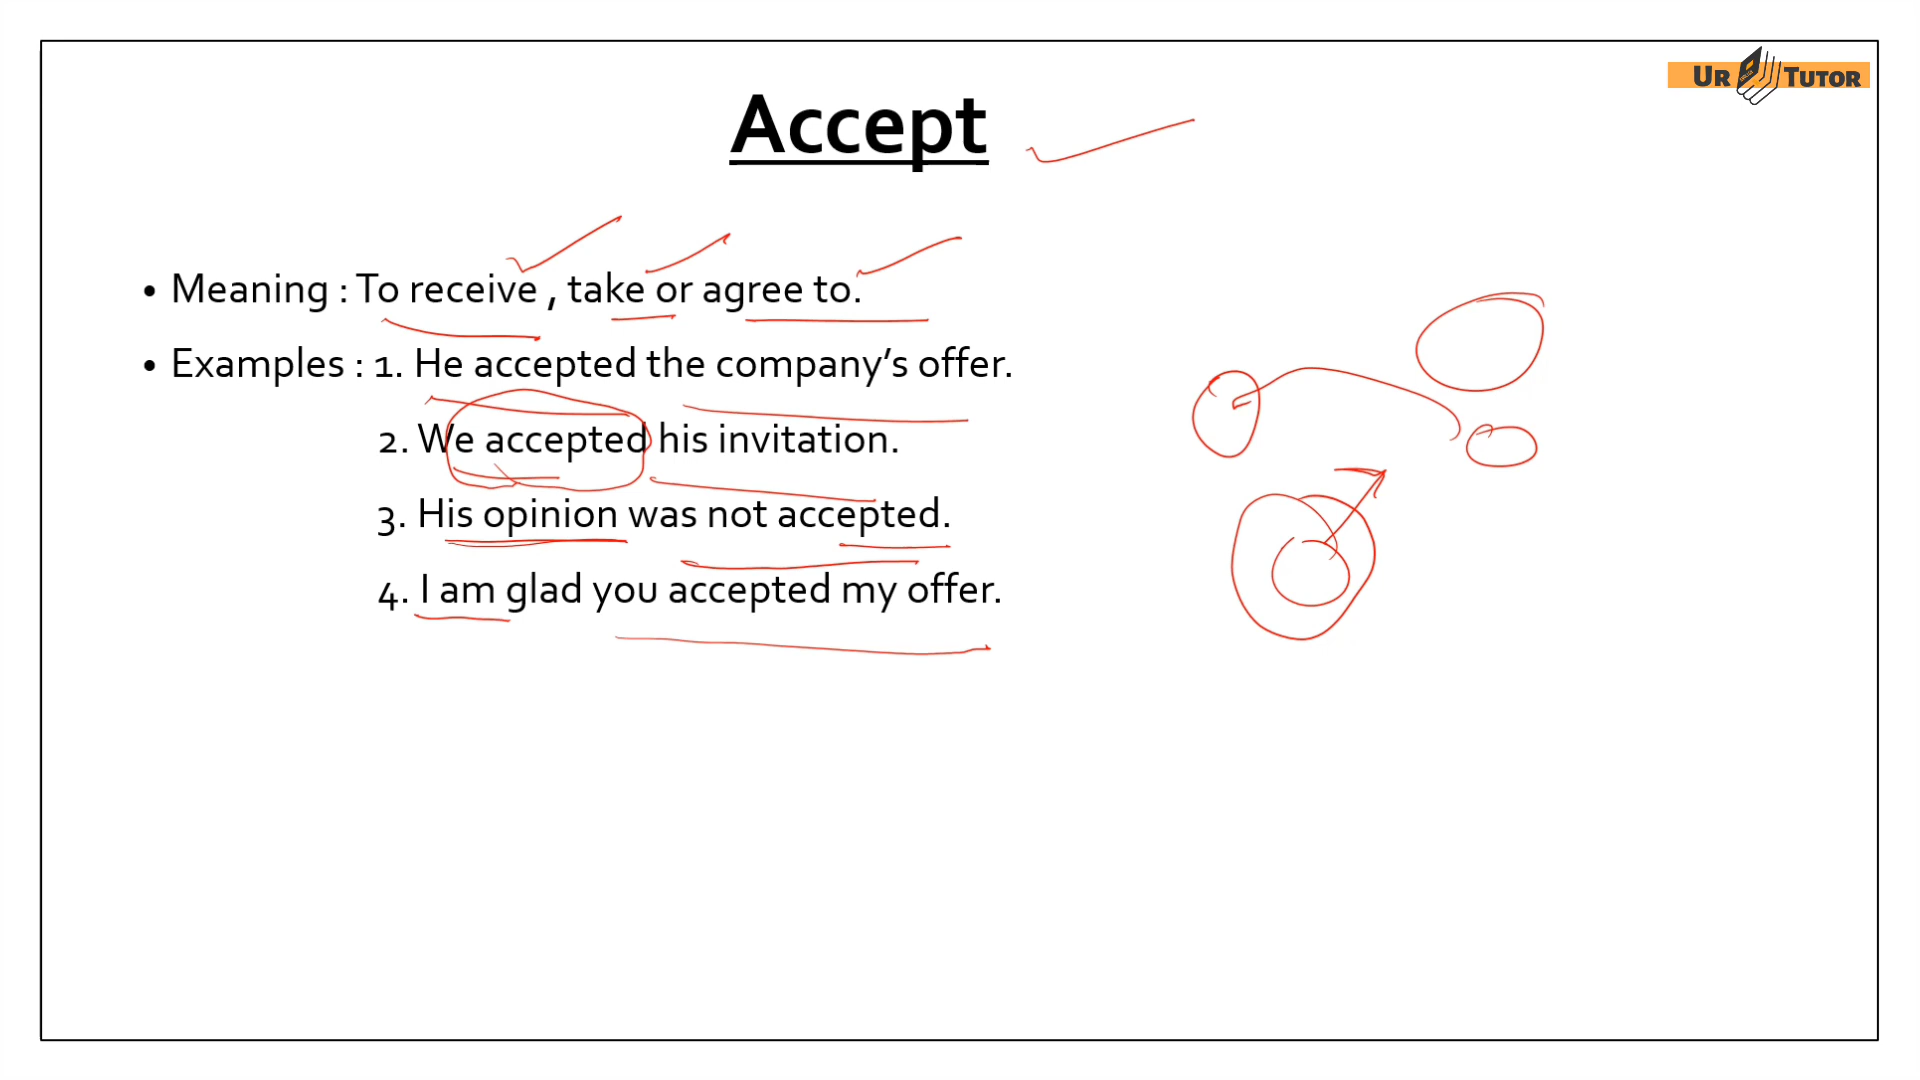 UR TUTOR
Accept
• Meaning : To receive , take or agree to.
• Examples : 1. He accepted the company’s offer.
2. We accepted his invitation.
3. His opinion was not accepted.
4. I am glad you accepted my offer.